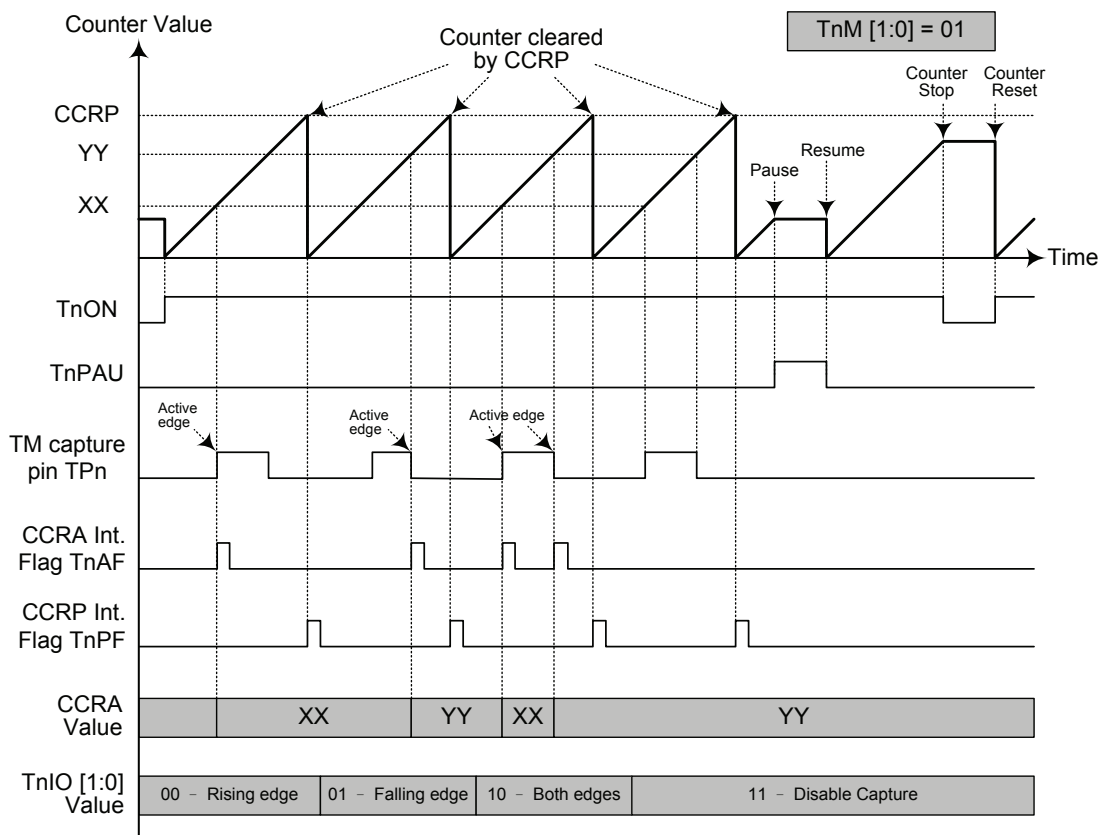 Counter Value
TnM [1:0] = 01
Counter cleared
by CCRP
Counter
Stop
Counter
Reset
CCRP
YY
XX
Pause
Resume
Time
TnON
TnPAU
Active
edge
Active
edge
Active edge
TM capture
pin TPn
CCRA Int.
Flag TnAF
CCRP Int.
Flag TnPF
CCRA
Value
XX
YY
XX
YY
TnIO [1:0]
Value
00 - Rising edge
01 - Falling edge
10 - Both edges
11 - Disable Capture